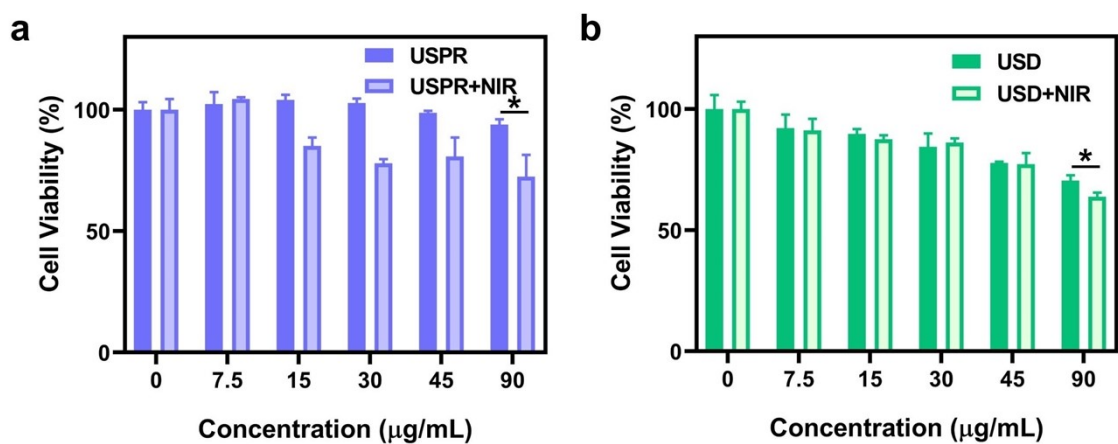 a
USPR
USPR+NIR
*
Cell Viability (%)
100
50
0
0 7.5 15 30 45 90
Concentration (μg/mL)
b
USD
USD+NIR
*
Cell Viability (%)
100
50
0
0 7.5 15 30 45 90
Concentration (μg/mL)